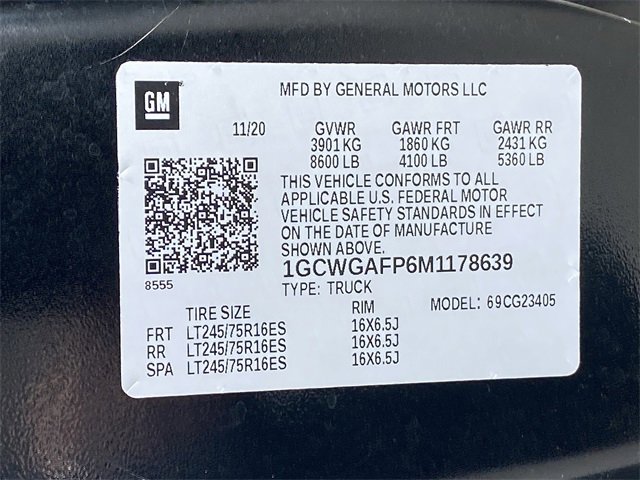 GM
MFD BY GENERAL MOTORS LLC
11/20 GVWR GAWR FRT GAWR RR
3901 KG 1860 KG 2431 KG
8600 LB 4100 LB 5360 LB
THIS VEHICLE CONFORMS TO ALL
APPLICABLE U.S. FEDERAL MOTOR
VEHICLE SAFETY STANDARDS IN EFFECT
ON THE DATE OF MANUFACTURE
SHOWN ABOVE.
1GCWGAFP6M1178639
8555
TYPE: TRUCK
MODEL: 69CG23405
TIRE SIZE RIM
FRT LT245/75R16ES 16X6.5J
RR LT245/75R16ES 16X6.5J
SPA LT245/75R16ES 16X6.5J